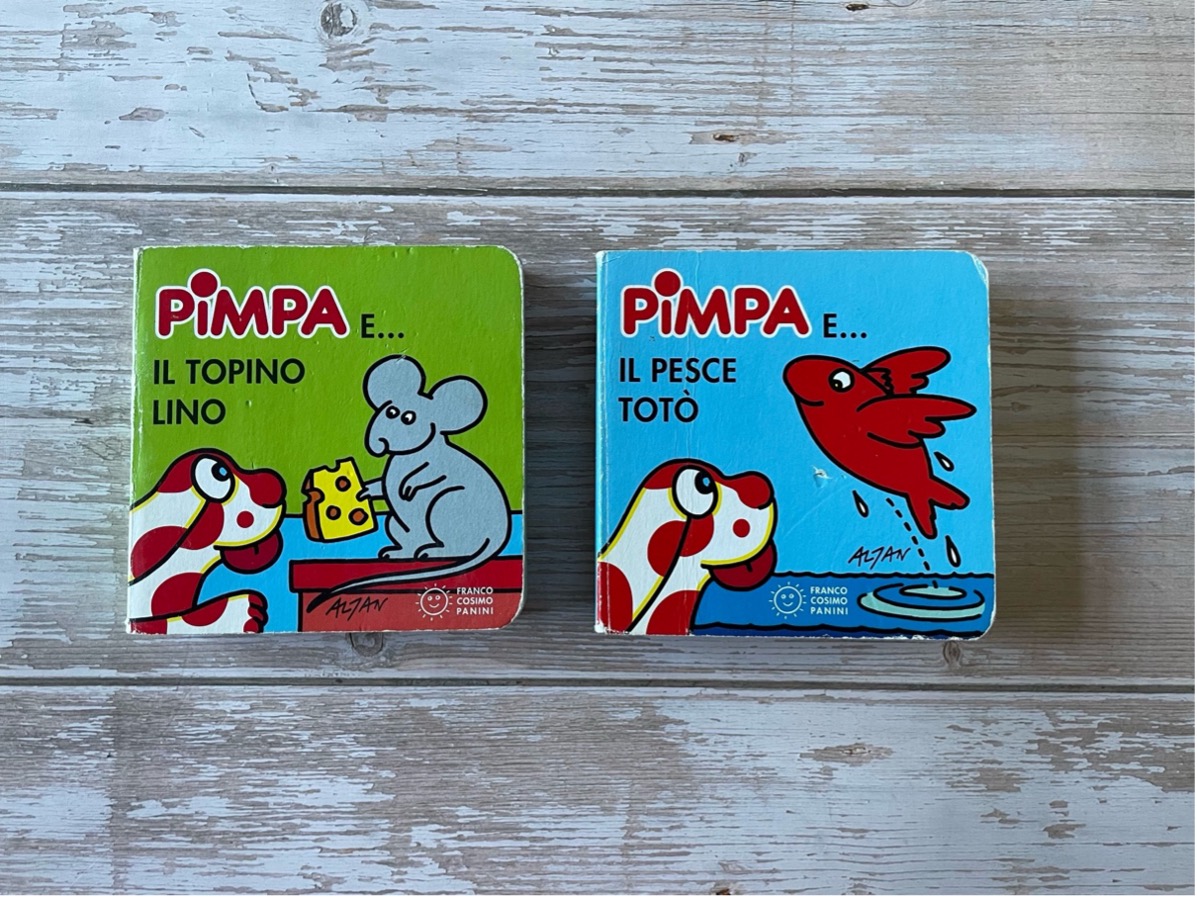 PiMPA E...
IL TOPINO
LINO
ALTAN
FRANCO
COSIMO
PANINI
PiMPA E...
IL PESCE
TOTÒ
ALTAN
FRANCO
COSIMO
PANINI